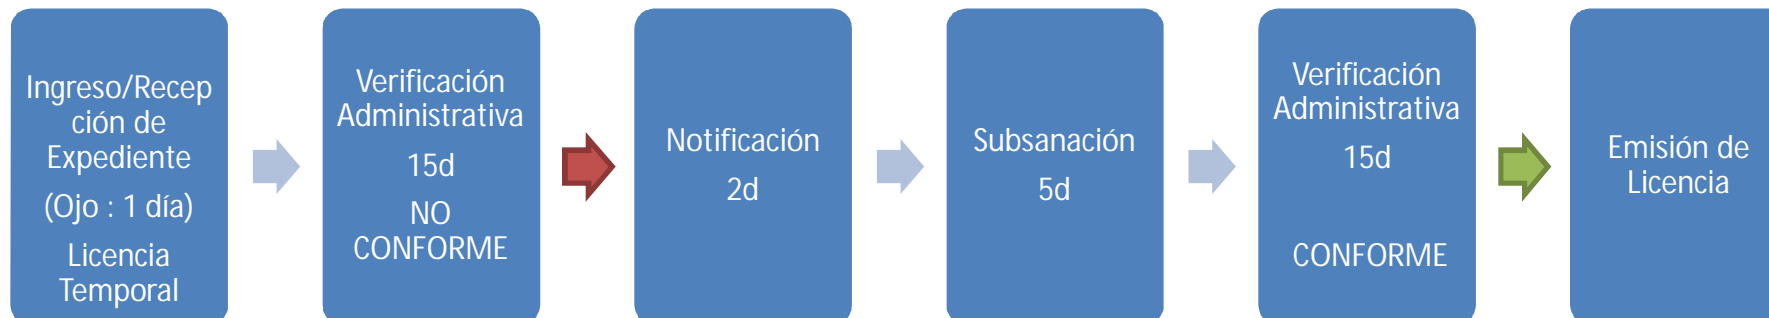 Ingreso/Recep
ción de
Expediente
(Ojo : 1 día)
Licencia
Temporal
Verificación
Administrativa
15d
NO
CONFORME
Notificación
2d
Subsanación
5d
Verificación
Administrativa
15d
CONFORME
Emisión de
Licencia